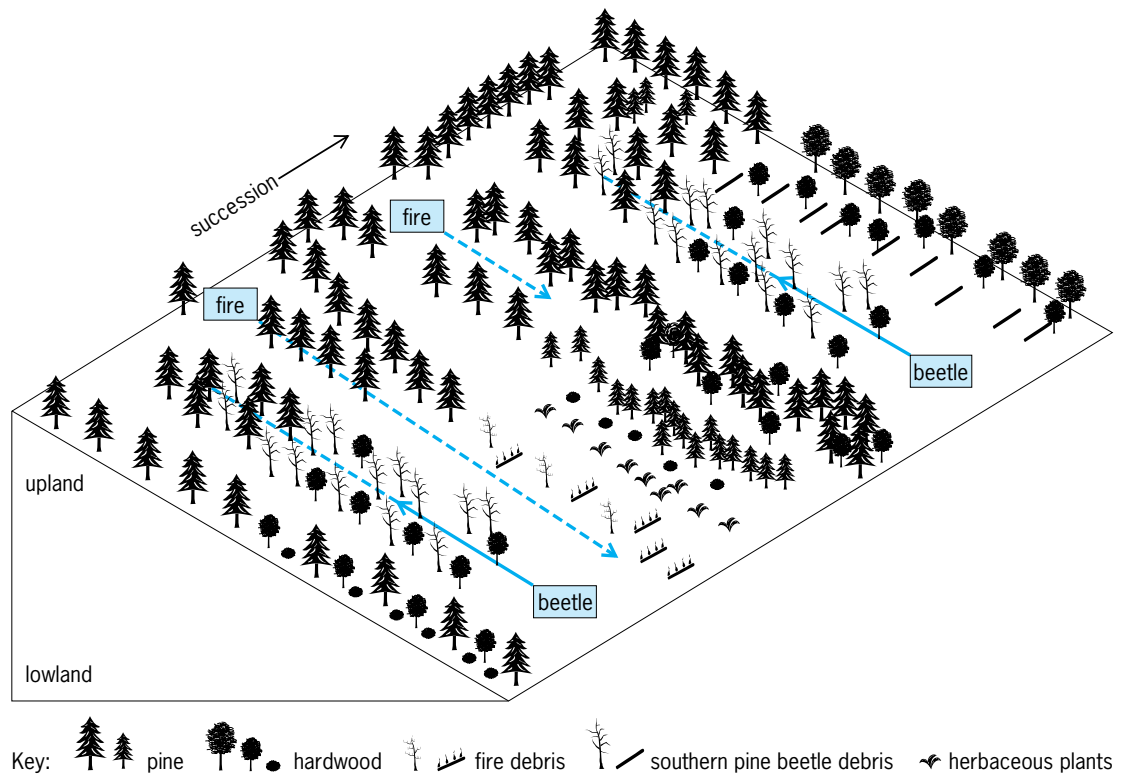 succession
fire
fire
beetle
upland
beetle
lowland
Key: pine hardwood fire debris southern pine beetle debris herbaceous plants